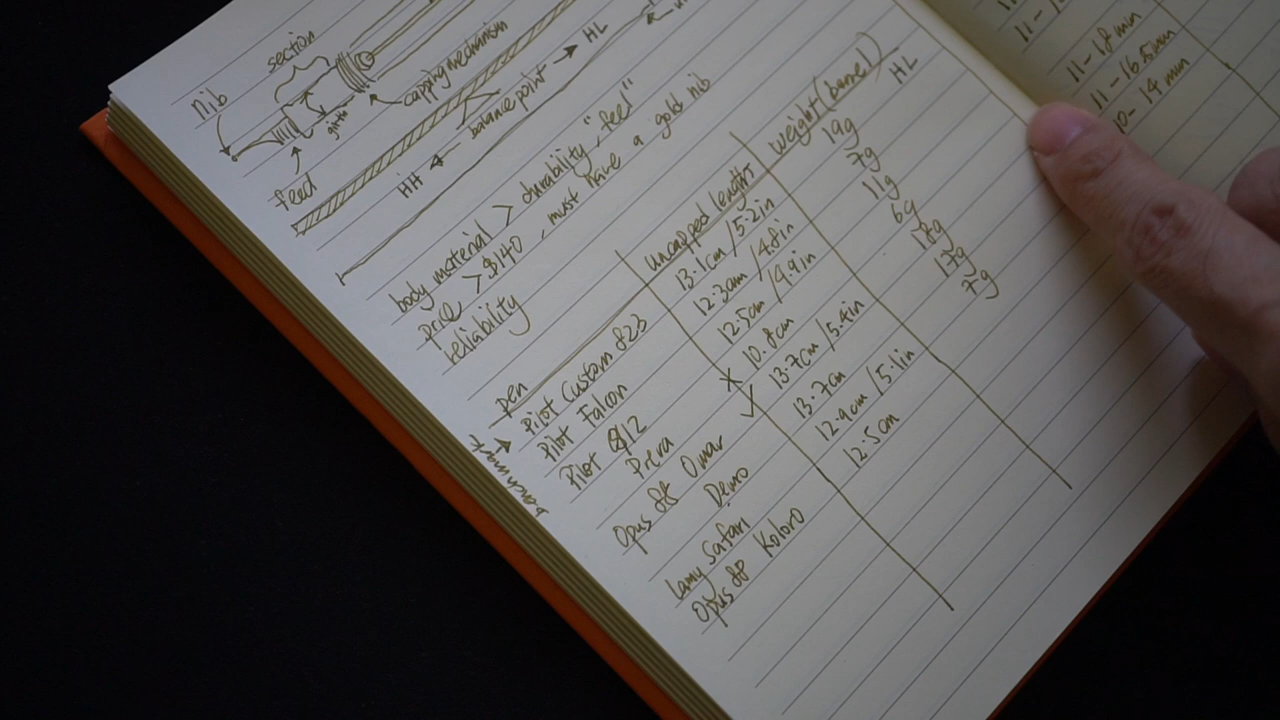 section
nib
girth
capping mechanism
feed
HH ← balance point → HL
body material > durability, "feel"
price > $140, must have a gold nib
reliability
pen uncapped length weight (barrel)
benchmark → Pilot Custom 823 13.1cm / 5.2in 19g HL
Pilot Falcon 12.3cm / 4.8in 7g
Pilot 912 12.5cm / 4.9in 11g
Prera × 10.8cm 6g
Opus 88 Omar ✓ 13.7cm / 5.4in 18g
Demo 13.7cm 17g
Lamy Safari 12.9cm / 5.1in 7g
Opus 88 Koloro 12.5cm
11-18 min
11-16.5 min
10-14 min